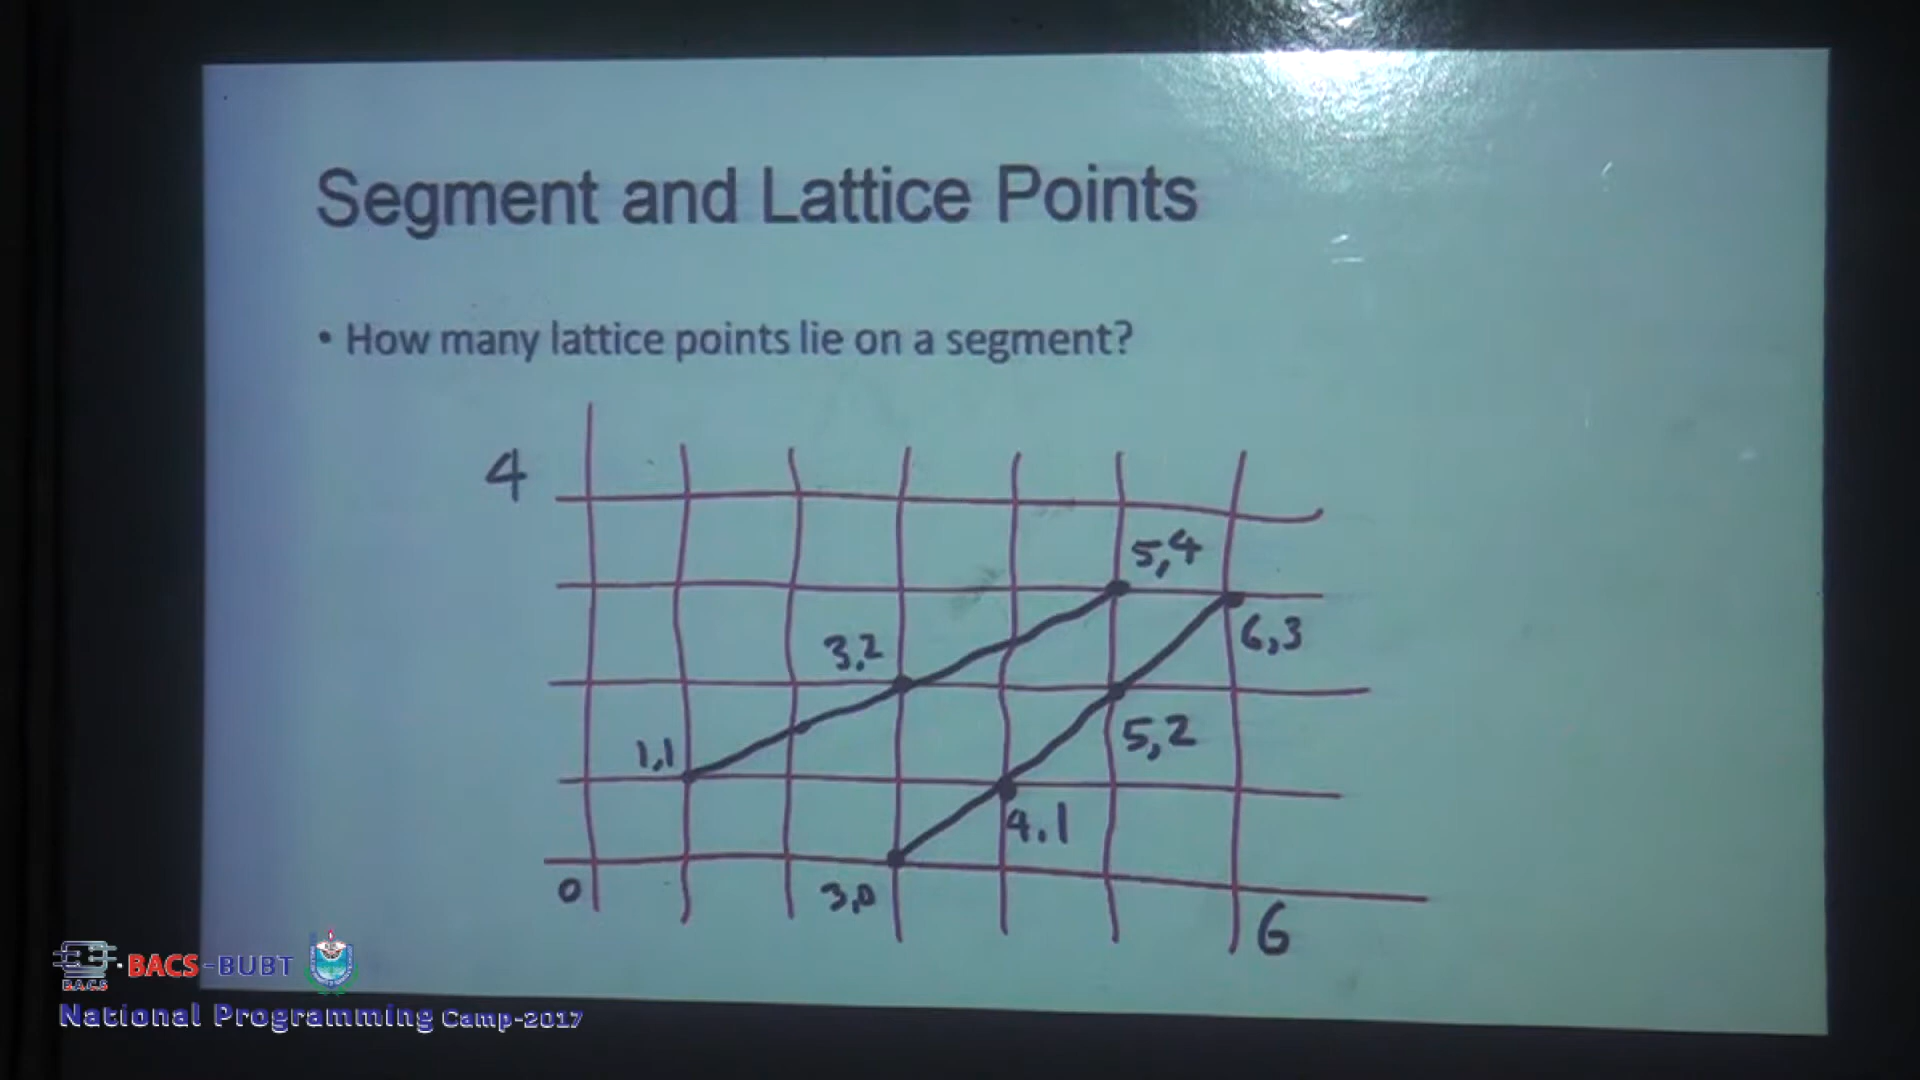 Segment and Lattice Points
• How many lattice points lie on a segment?
4
5,4
3,2
6,3
1,1
5,2
4,1
0
3,0
6
B.A.C.S
BACS-BUBT
National Programming Camp-2017